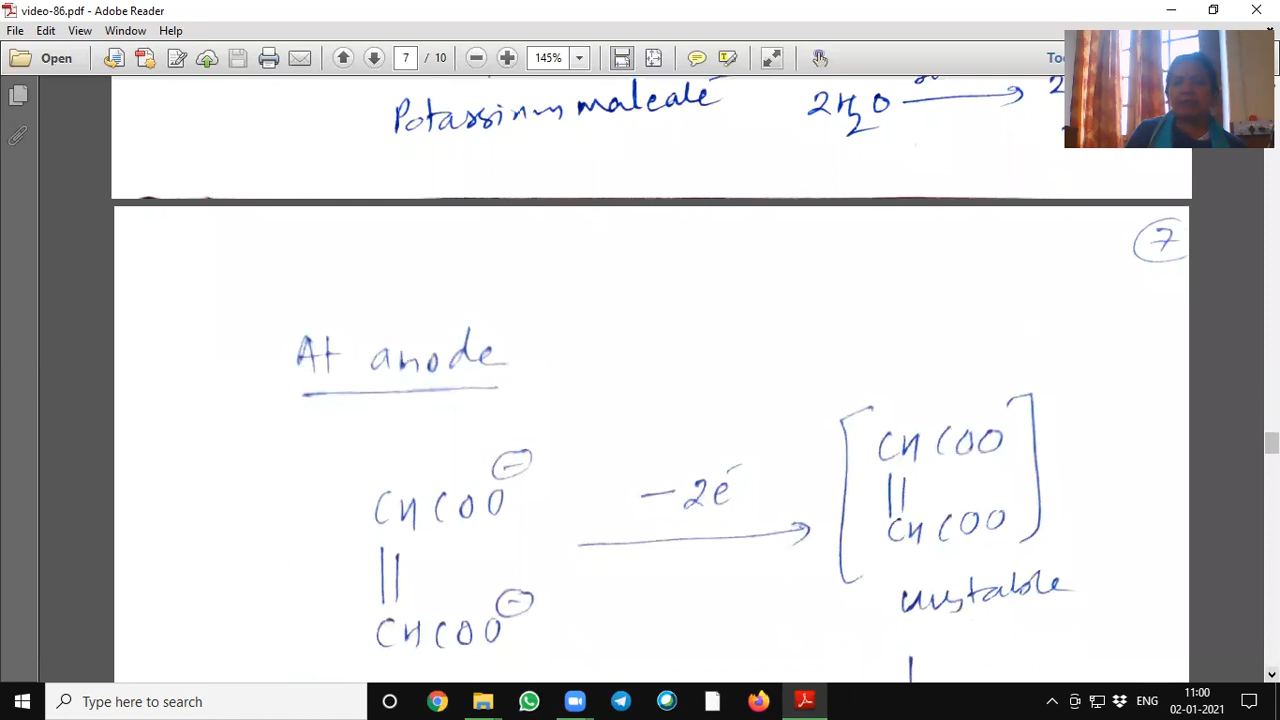 video-86.pdf - Adobe Reader
File Edit View Window Help
Open 7 / 10 145%
Potassium maleate 2H2O
7
At anode
CHCOO⊖ -2e⁻ [CHCOO
||
CHCOO⊖ CHCOO]
unstable
Type here to search
ENG
11:00
02-01-2021